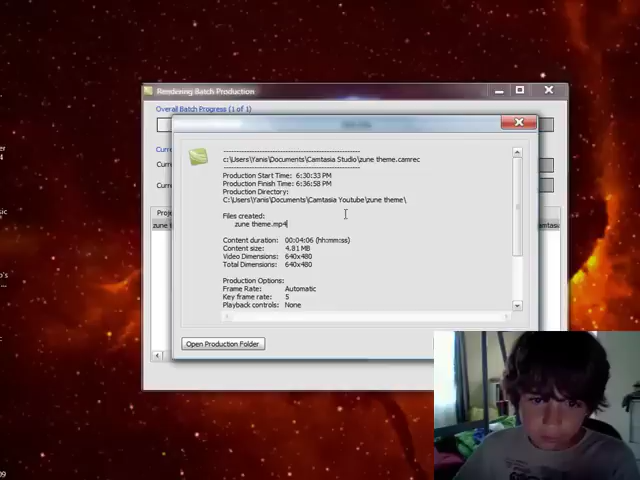 Rendering Batch Production
Overall Batch Progress (1 of 1)
c:\Users\Yanis\Documents\Camtasia Studio\zune theme.camrec
Production Start Time: 6:30:33 PM
Production Finish Time: 6:36:58 PM
Production Directory:
C:\Users\Yanis\Documents\Camtasia Youtube\zune theme\
Files created:
zune theme.mp4
Content duration: 00:04:06 (hh:mm:ss)
Content size: 4.81 MB
Video Dimensions: 640x480
Total Dimensions: 640x480
Production Options:
Frame Rate: Automatic
Key frame rate: 5
Playback controls: None
Open Production Folder